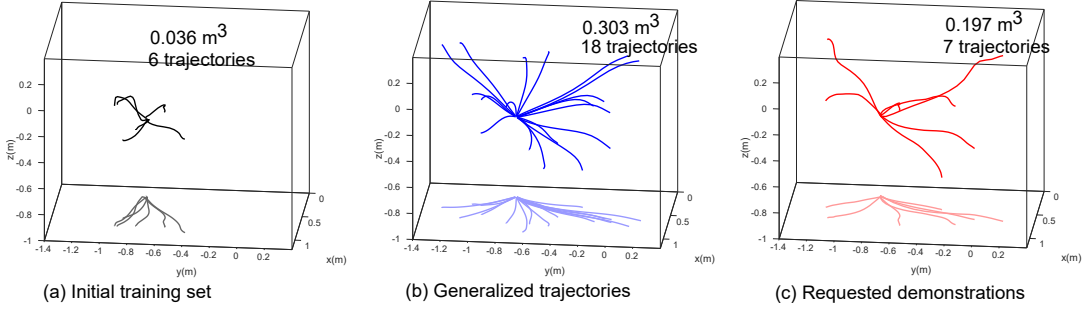 0.036 m³
6 trajectories
0.2
0
-0.2
-0.4
-0.6
-0.8
-1
z(m)
-1.4 -1.2 -1 -0.8 -0.6 -0.4 -0.2 0 0.2
y(m)
0
0.5
1
x(m)
(a) Initial training set
0.303 m³
18 trajectories
0.2
0
-0.2
-0.4
-0.6
-0.8
-1
z(m)
-1.4 -1.2 -1 -0.8 -0.6 -0.4 -0.2 0 0.2
y(m)
0
0.5
1
x(m)
(b) Generalized trajectories
0.197 m³
7 trajectories
0.2
0
-0.2
-0.4
-0.6
-0.8
-1
z(m)
-1.4 -1.2 -1 -0.8 -0.6 -0.4 -0.2 0 0.2
y(m)
0
0.5
1
x(m)
(c) Requested demonstrations